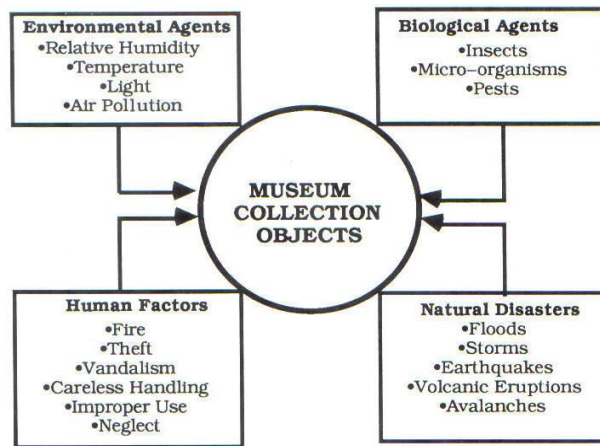 Environmental Agents
•Relative Humidity
•Temperature
•Light
•Air Pollution
Biological Agents
•Insects
•Micro-organisms
•Pests
MUSEUM
COLLECTION
OBJECTS
Human Factors
•Fire
•Theft
•Vandalism
•Careless Handling
•Improper Use
•Neglect
Natural Disasters
•Floods
•Storms
•Earthquakes
•Volcanic Eruptions
•Avalanches